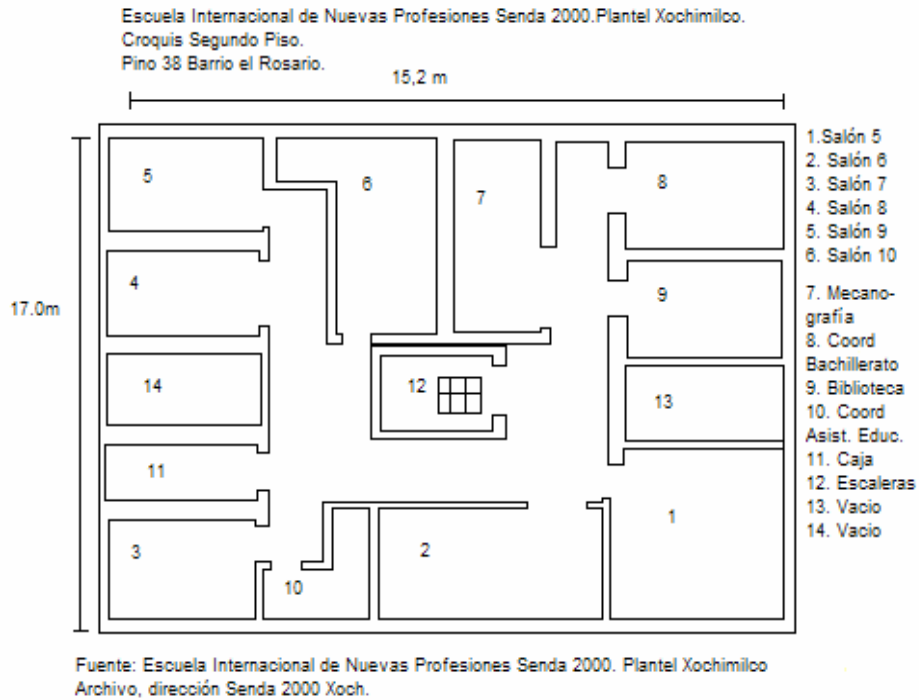 Escuela Internacional de Nuevas Profesiones Senda 2000.Plantel Xochimilco.
Croquis Segundo Piso.
Pino 38 Barrio el Rosario.
15,2 m
17.0m
5
6
7
8
4
9
14
12
13
11
3
10
2
1
1.Salón 5
2. Salón 6
3. Salón 7
4. Salón 8
5. Salón 9
6. Salón 10
7. Mecano-
grafía
8. Coord
Bachillerato
9. Biblioteca
10. Coord
Asist. Educ.
11. Caja
12. Escaleras
13. Vacio
14. Vacio
Fuente: Escuela Internacional de Nuevas Profesiones Senda 2000. Plantel Xochimilco
Archivo, dirección Senda 2000 Xoch.